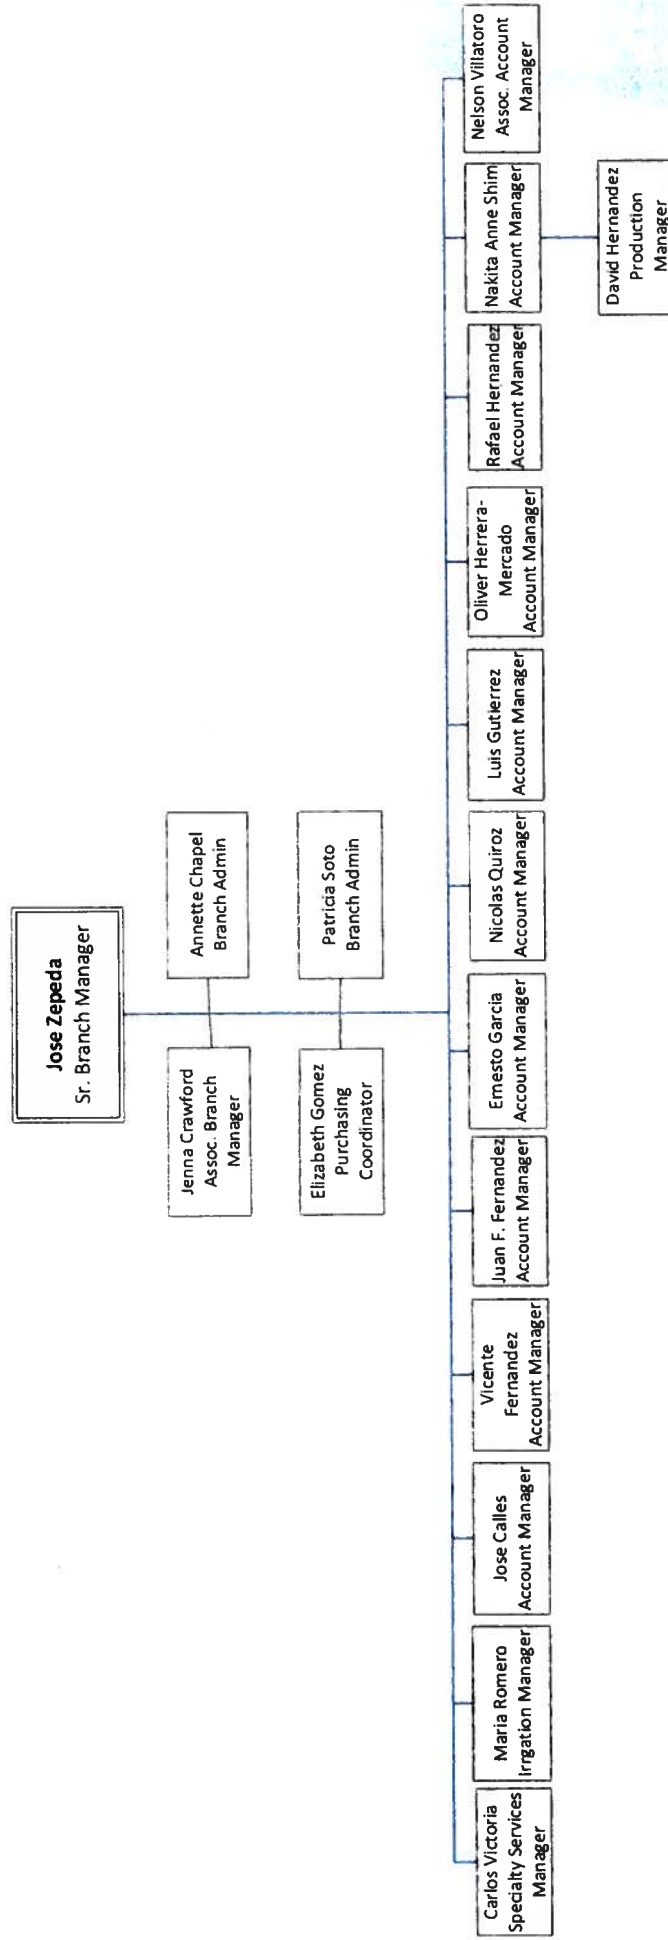 Jose Zepeda
Sr. Branch Manager
Jenna Crawford
Assoc. Branch
Manager
Annette Chapel
Branch Admin
Elizabeth Gomez
Purchasing
Coordinator
Patricia Soto
Branch Admin
Carlos Victoria
Specialty Services
Manager
Maria Romero
Irrgation Manager
Jose Calles
Account Manager
Vicente
Fernandez
Account Manager
Juan F. Fernandez
Account Manager
Ernesto Garcia
Account Manager
Nicolas Quiroz
Account Manager
Luis Gutierrez
Account Manager
Oliver Herrera-
Mercado
Account Manager
Rafael Hernandez
Account Manager
Nakita Anne Shim
Account Manager
Nelson Villatoro
Assoc. Account
Manager
David Hernandez
Production
Manager